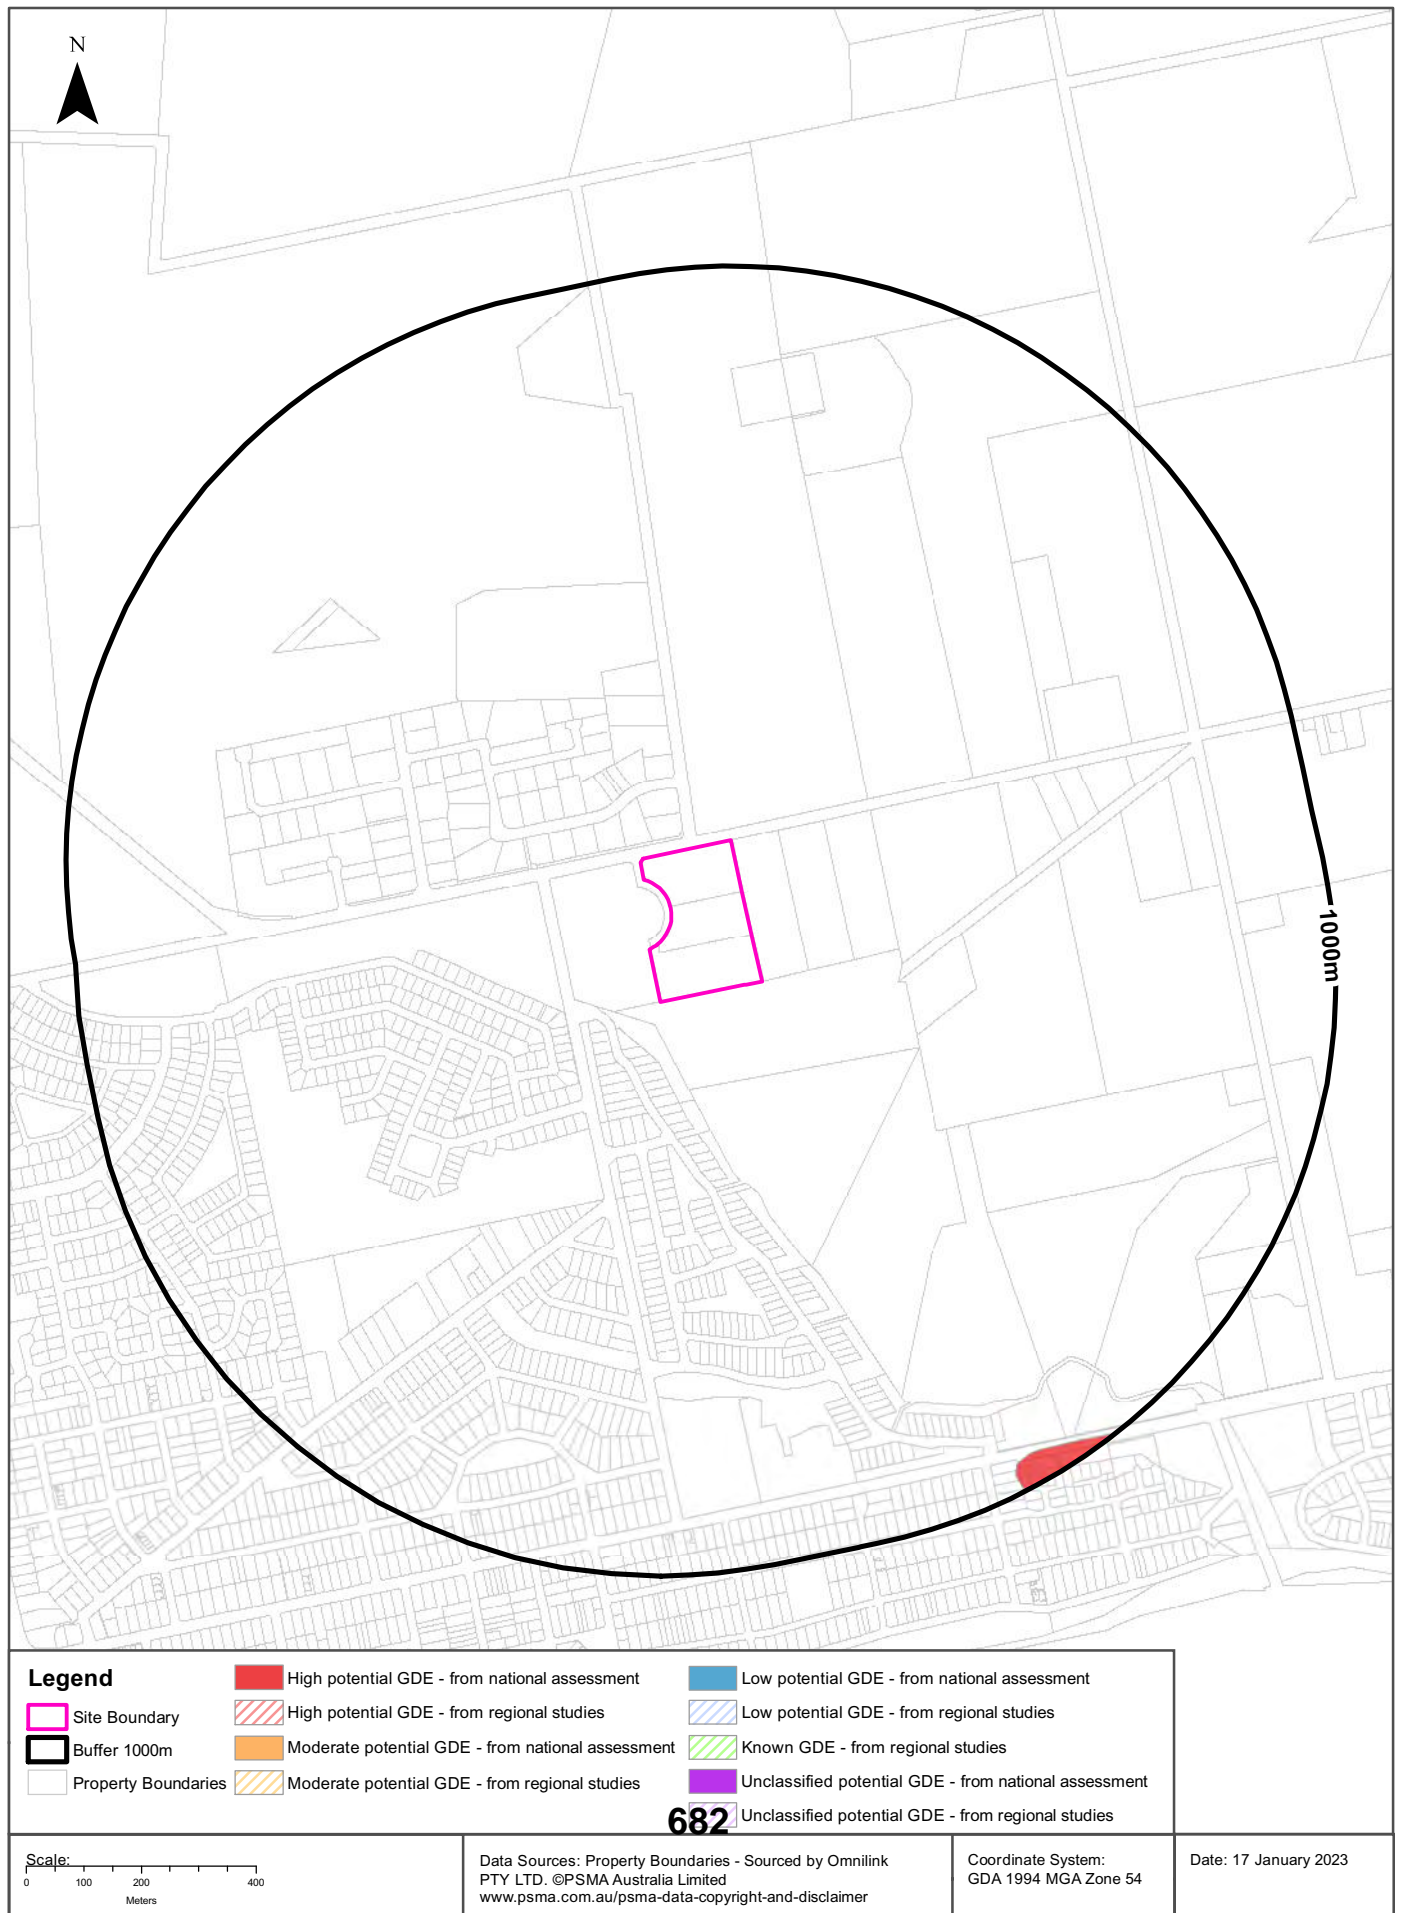 N
1000m
Legend
Site Boundary
Buffer 1000m
Property Boundaries
High potential GDE - from national assessment
High potential GDE - from regional studies
Moderate potential GDE - from national assessment
Moderate potential GDE - from regional studies
Low potential GDE - from national assessment
Low potential GDE - from regional studies
Known GDE - from regional studies
Unclassified potential GDE - from national assessment
Unclassified potential GDE - from regional studies
682
Scale:
0 100 200 400
Meters
Data Sources: Property Boundaries - Sourced by Omnilink
PTY LTD. ©PSMA Australia Limited
www.psma.com.au/psma-data-copyright-and-disclaimer
Coordinate System:
GDA 1994 MGA Zone 54
Date: 17 January 2023